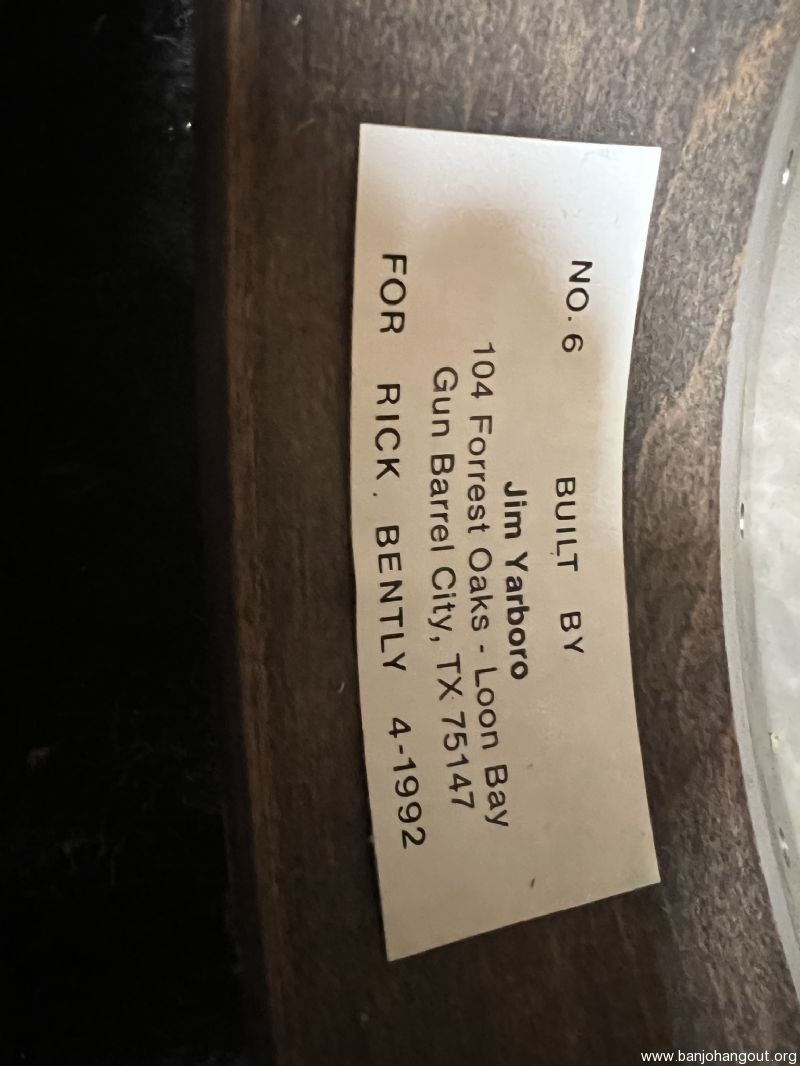 NO. 6 BUILT BY
Jim Yarboro
104 Forrest Oaks - Loon Bay
Gun Barrel City, TX 75147
FOR RICK BENTLY 4-1992
www.banjohangout.org